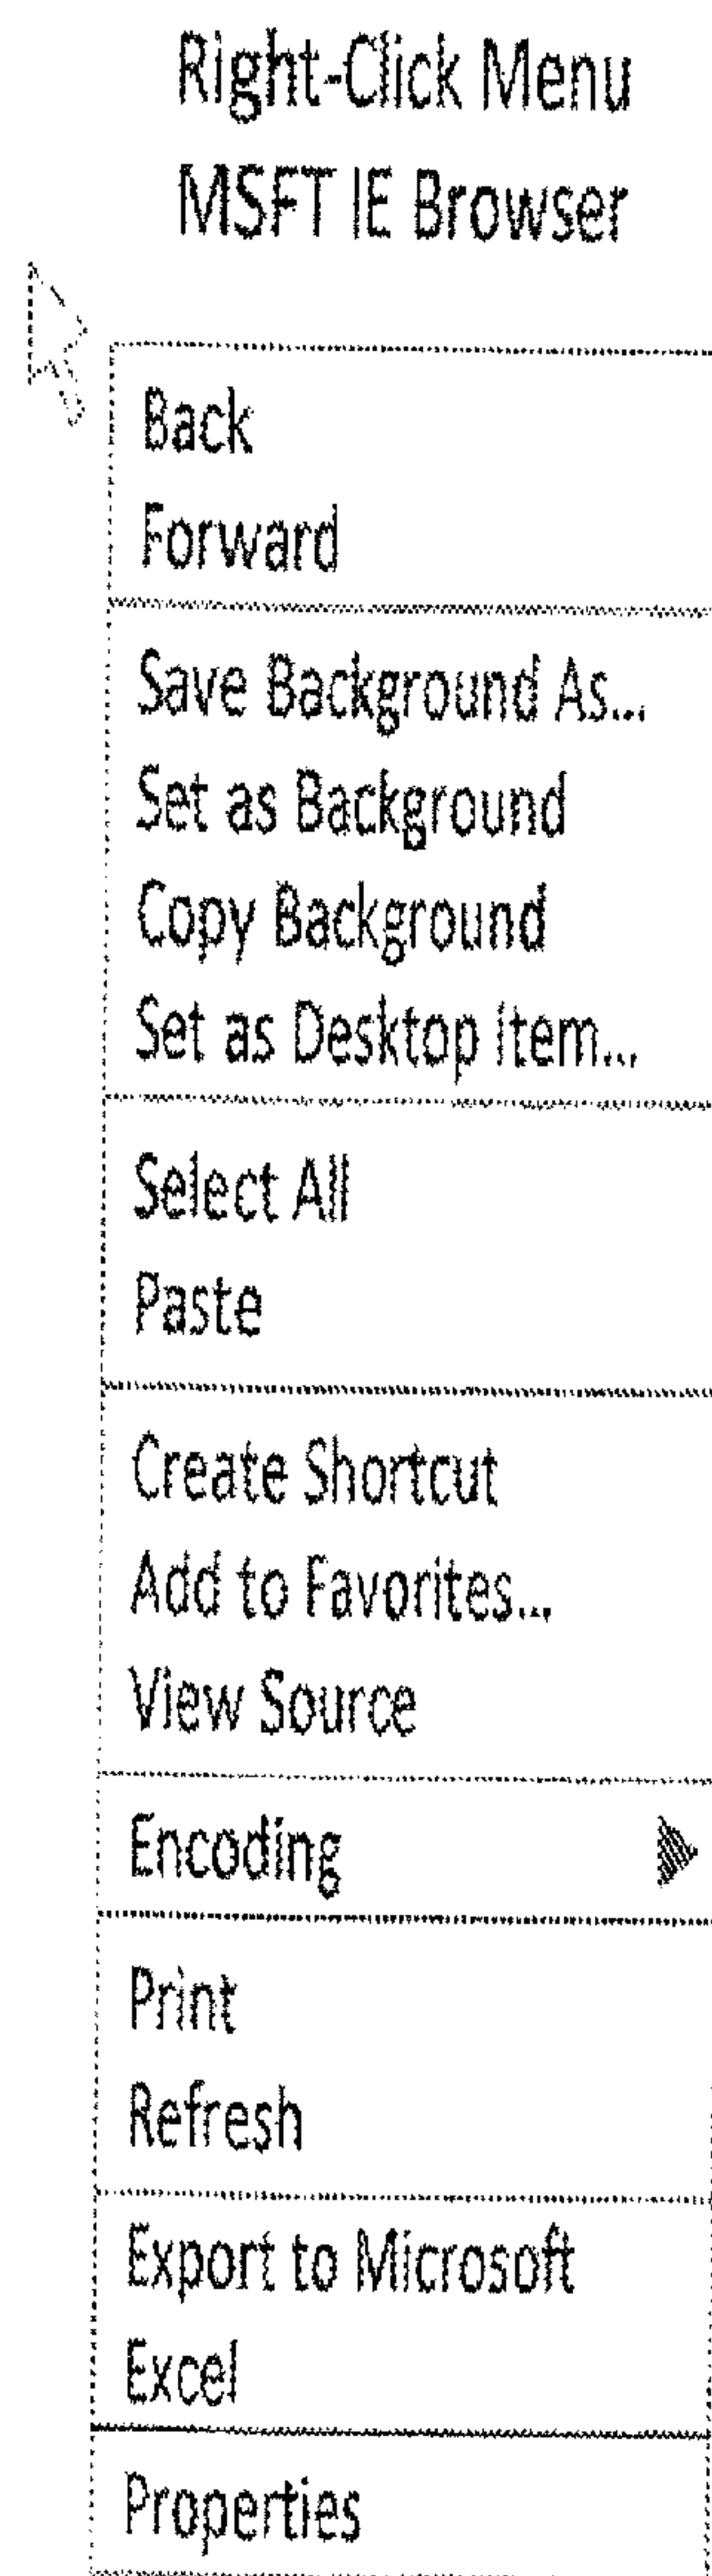 Right-Click Menu
MSFT IE Browser
Back
Forward
Save Background As...
Set as Background
Copy Background
Set as Desktop Item...
Select All
Paste
Create Shortcut
Add to Favorites...
View Source
Encoding
Print
Refresh
Export to Microsoft
Excel
Properties